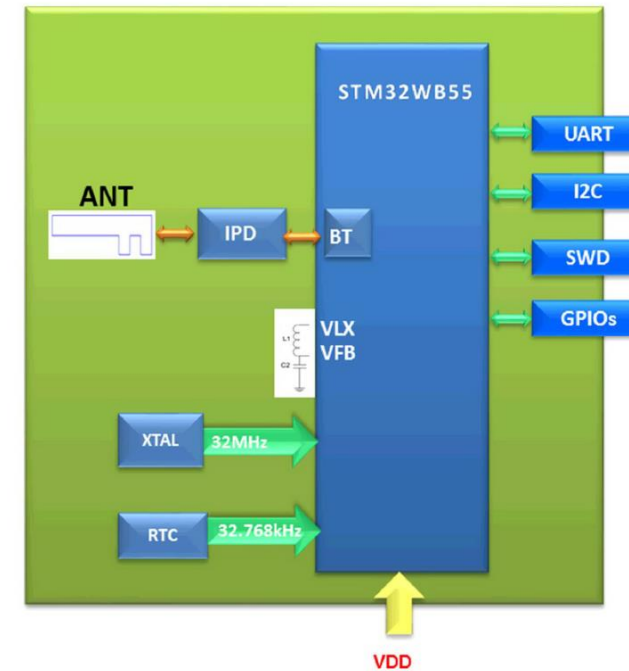 STM32WB55
UART
ANT
I2C
IPD
BT
SWD
GPIOs
VLX
L1
VFB
C2
XTAL
32MHz
RTC
32.768kHz
VDD